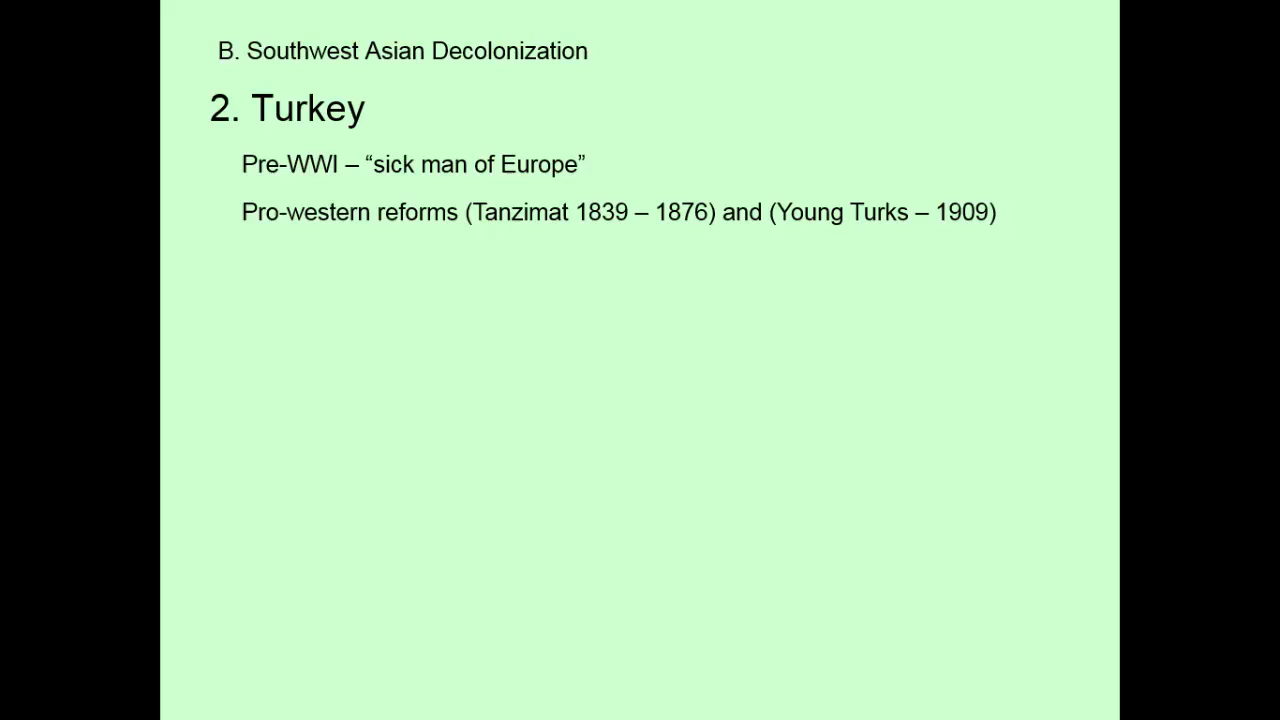 B. Southwest Asian Decolonization
2. Turkey
Pre-WWI – “sick man of Europe”
Pro-western reforms (Tanzimat 1839 – 1876) and (Young Turks – 1909)